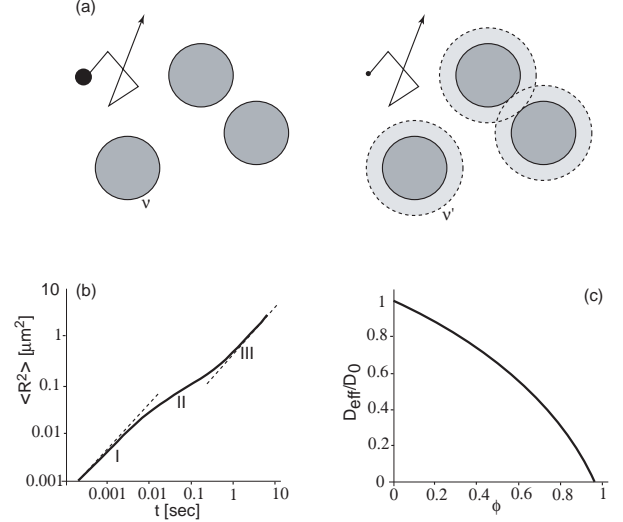 (a)
ν
ν'
(b)
10
1
0.1
0.01
0.001
<R²> [μm²]
I
II
III
0.001 0.01 0.1 1 10
t [sec]
(c)
1
0.8
0.6
0.4
0.2
0
D_eff/D_0
0 0.2 0.4 0.6 0.8 1
ϕ